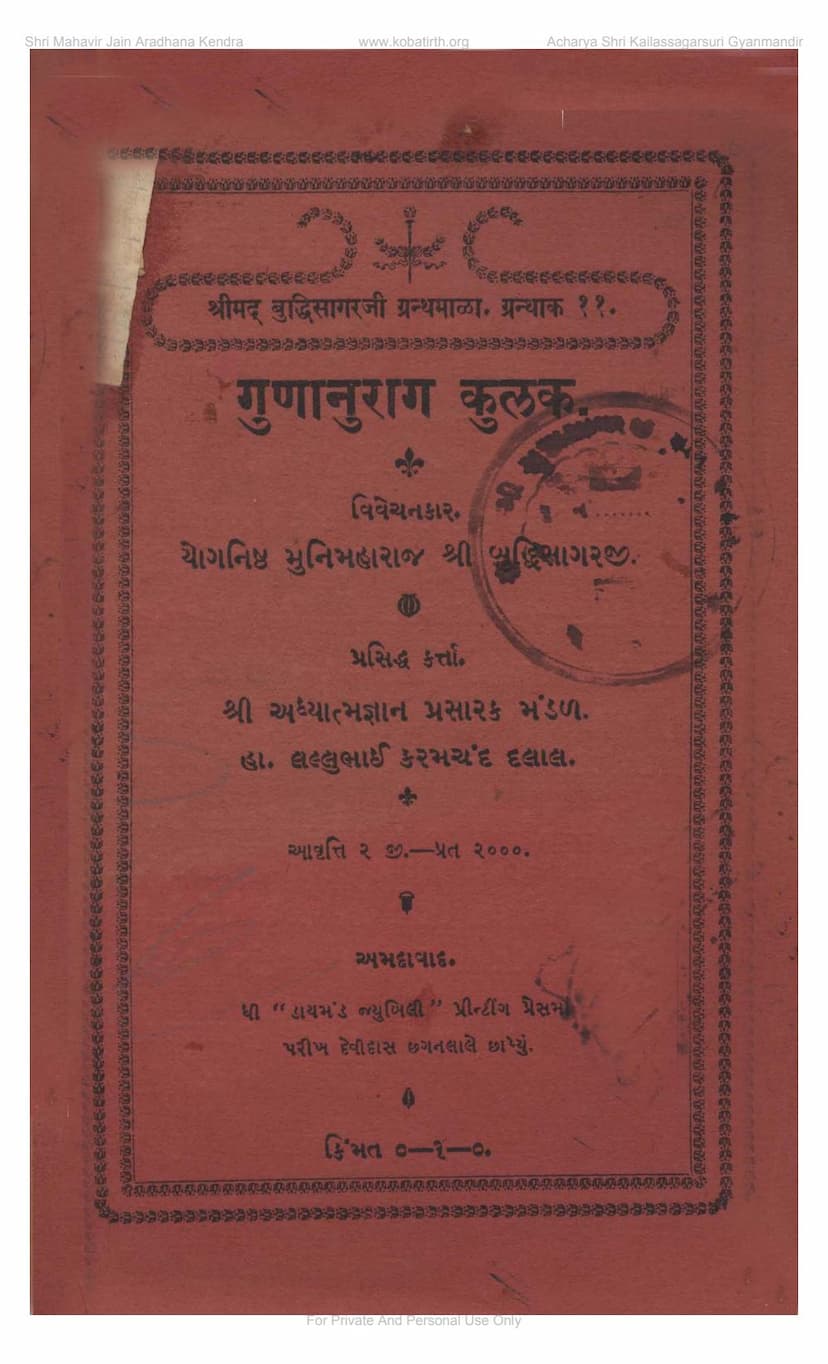 Shri Mahavir Jain Aradhana Kendra www.kobatirth.org Acharya Shri Kailassagarsuri Gyanmandir
श्रीमद् बुद्धिसागरजी ग्रन्थमाळा. ग्रन्थाक ११.
गुणानुराग कुलक.
વિવેચનકાર.
યોગનિષ્ઠ મુનિમહારાજ શ્રી બુદ્ધિસાગરજી.
પ્રસિદ્ધ કર્ત્તા.
શ્રી અધ્યાત્મજ્ઞાન પ્રસારક મંડળ.
હા. લલ્લુભાઈ કરમચંદ દલાલ.
આવૃત્તિ ૨ જી.—પ્રત ૨૦૦૦.
અમદાવાદ.
ધી "ડાયમંડ જ્યુબિલી" પ્રીન્ટીંગ પ્રેસમાં
પરીખ દેવીદાસ છગનલાલે છાપ્યું.
કિંમત ૦—૧—૦.
For Private And Personal Use Only